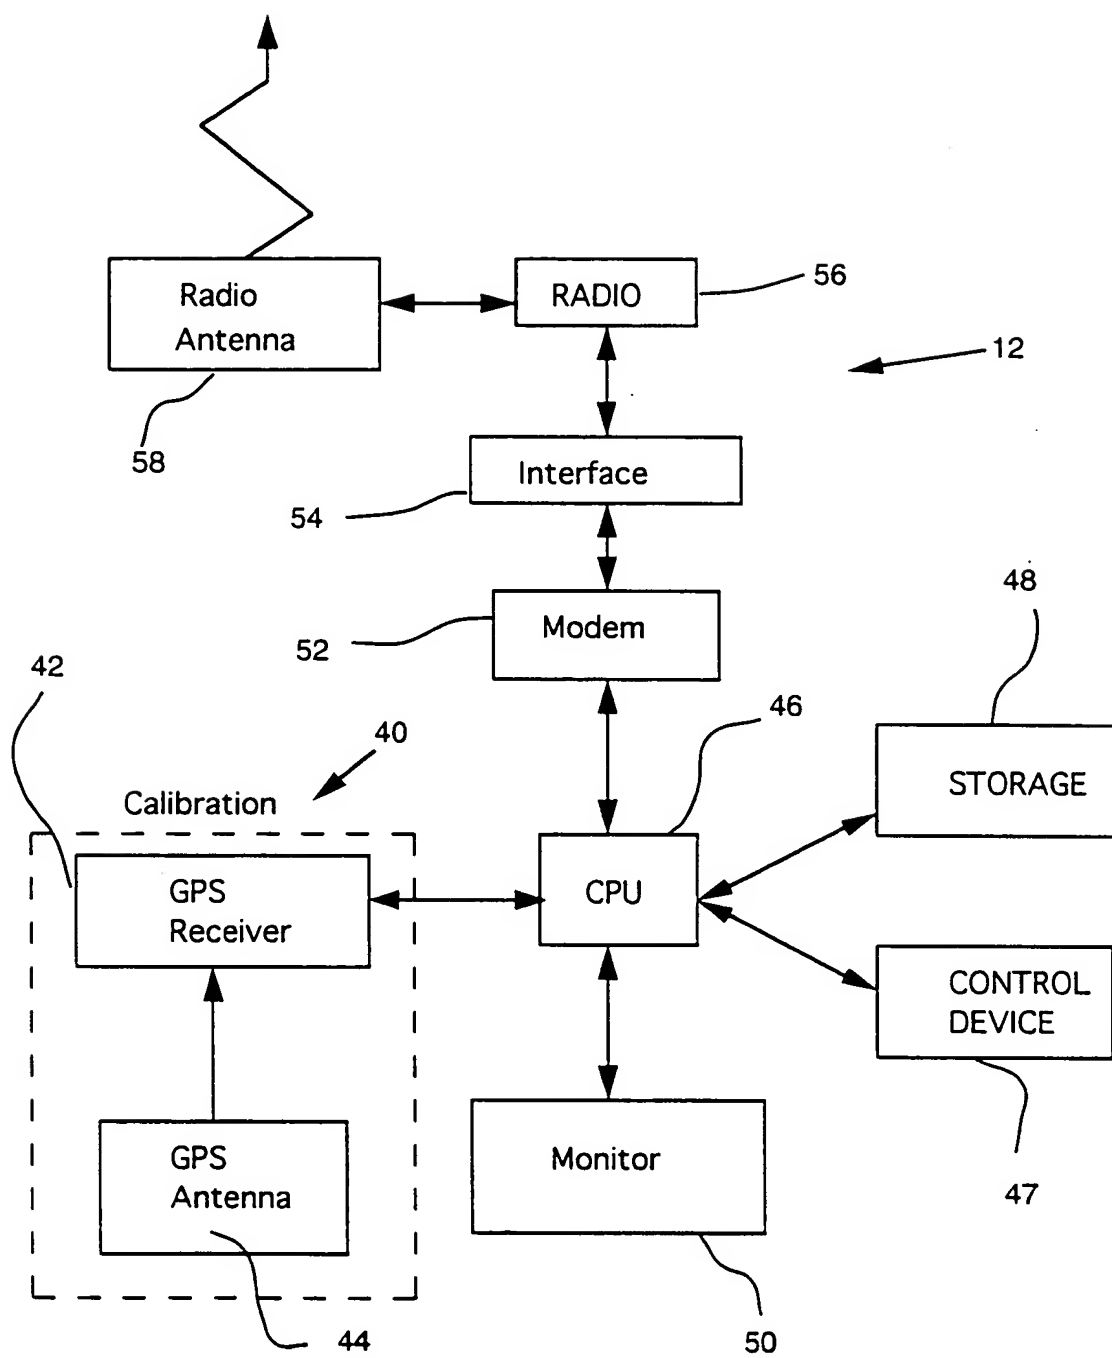 Radio
Antenna
RADIO
56
12
58
Interface
54
Modem
52
48
42
46
40
STORAGE
Calibration
GPS
Receiver
CPU
CONTROL
DEVICE
GPS
Antenna
Monitor
47
44
50